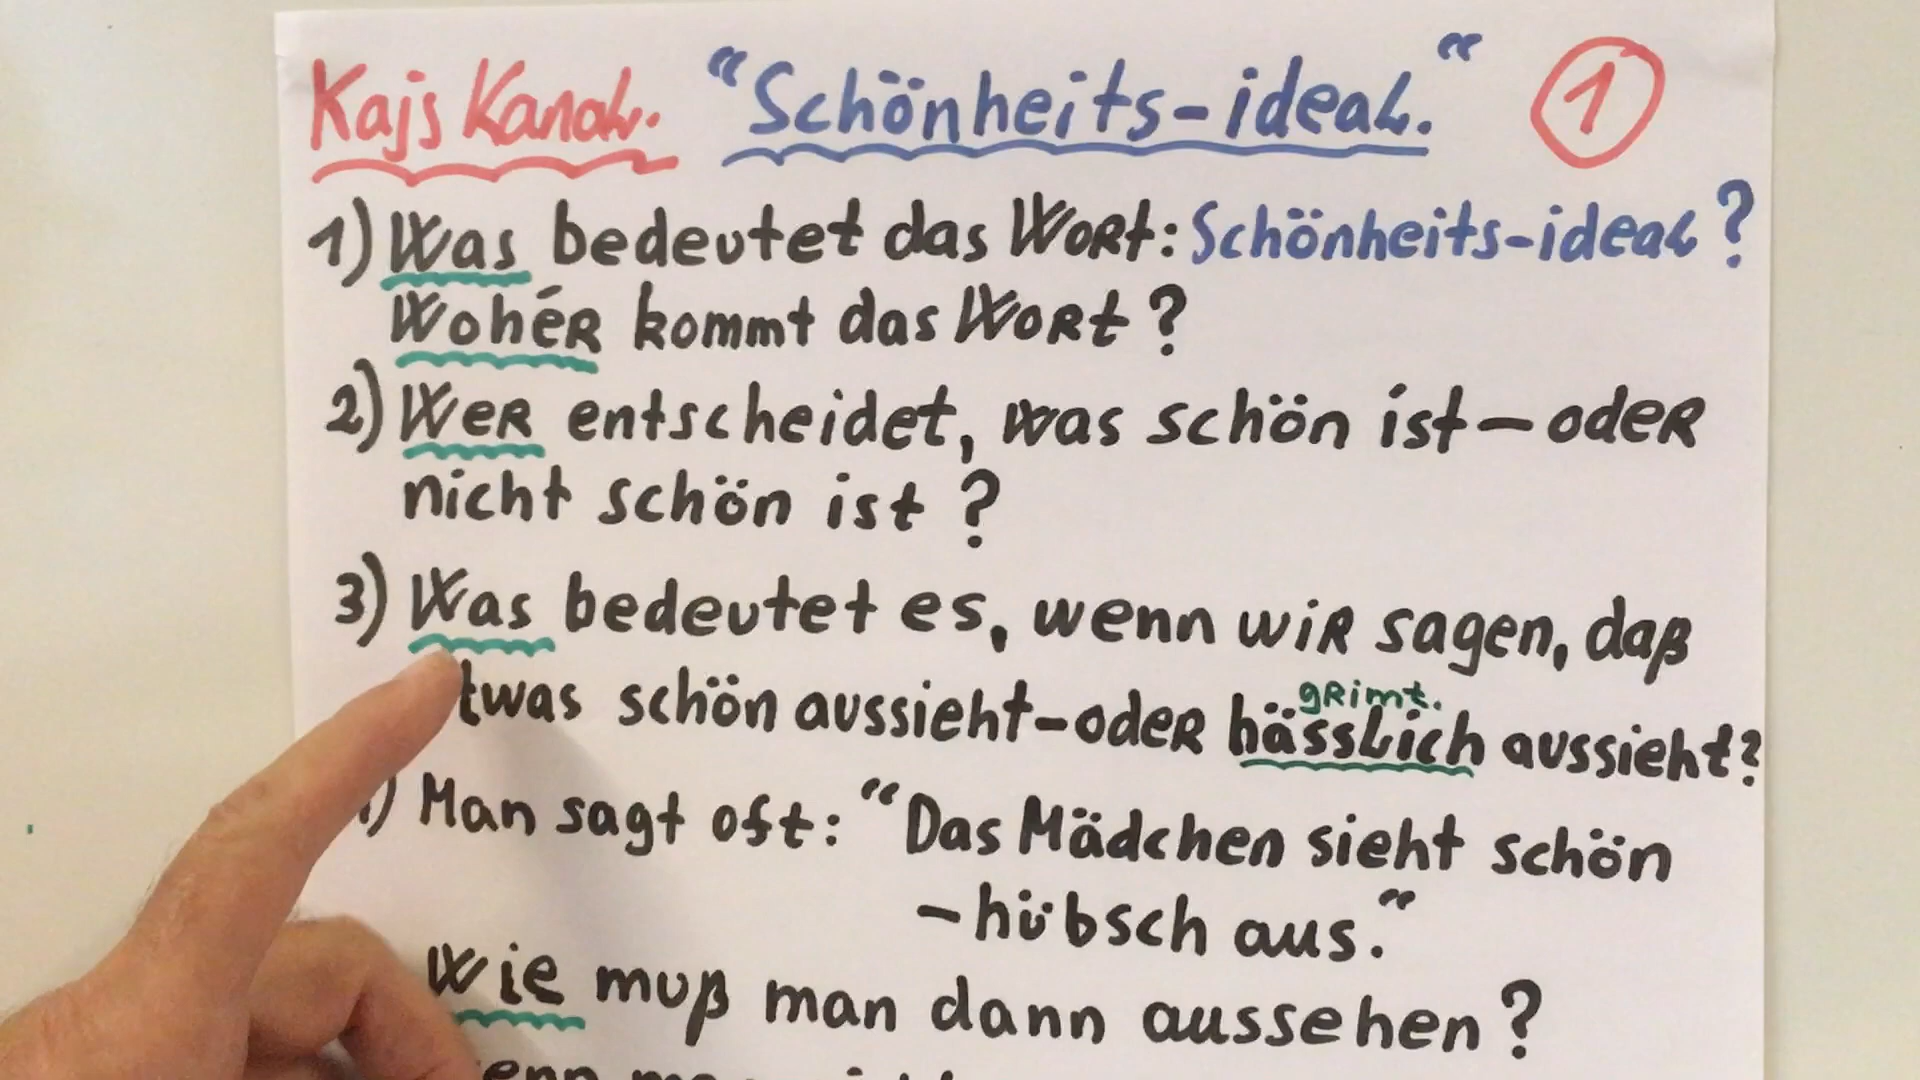 Kajs Kanal. "Schönheits-ideal." 1
1) Was bedeutet das Wort: Schönheits-ideal?
Wohér kommt das Wort?
2) Wer entscheidet, was schön ist - oder
nicht schön ist?
3) Was bedeutet es, wenn wir sagen, daß
twas schön aussieht - oder hässlich aussieht?
grimt.
) Man sagt oft: "Das Mädchen sieht schön
- hübsch aus."
Wie muß man dann aussehen?